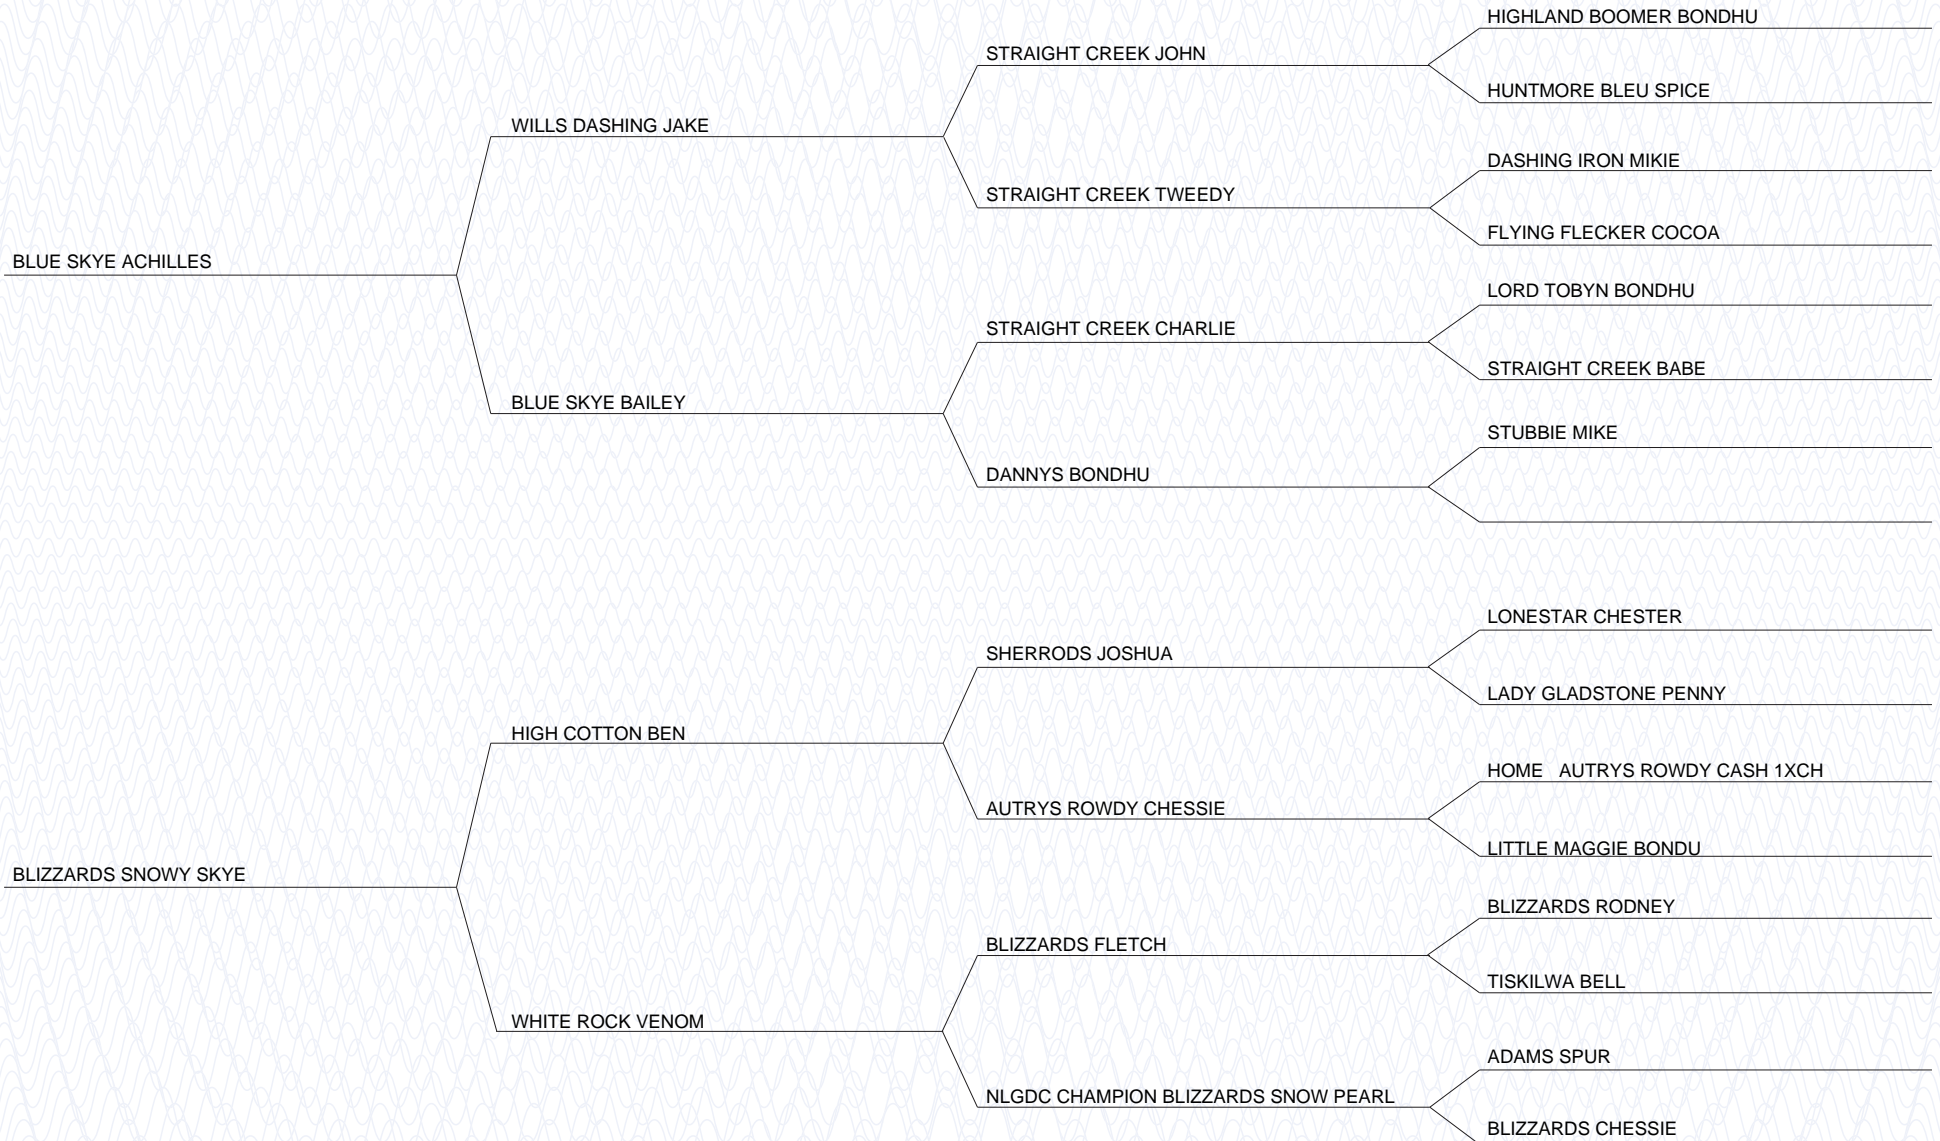 HIGHLAND BOOMER BONDHU
STRAIGHT CREEK JOHN
HUNTMORE BLEU SPICE
WILLS DASHING JAKE
DASHING IRON MIKIE
STRAIGHT CREEK TWEEDY
FLYING FLECKER COCOA
BLUE SKYE ACHILLES
LORD TOBYN BONDHU
STRAIGHT CREEK CHARLIE
STRAIGHT CREEK BABE
BLUE SKYE BAILEY
STUBBIE MIKE
DANNYS BONDHU
LONESTAR CHESTER
SHERRODS JOSHUA
LADY GLADSTONE PENNY
HIGH COTTON BEN
HOME AUTRYS ROWDY CASH 1XCH
AUTRYS ROWDY CHESSIE
LITTLE MAGGIE BONDU
BLIZZARDS SNOWY SKYE
BLIZZARDS RODNEY
BLIZZARDS FLETCH
TISKILWA BELL
WHITE ROCK VENOM
ADAMS SPUR
NLGDC CHAMPION BLIZZARDS SNOW PEARL
BLIZZARDS CHESSIE